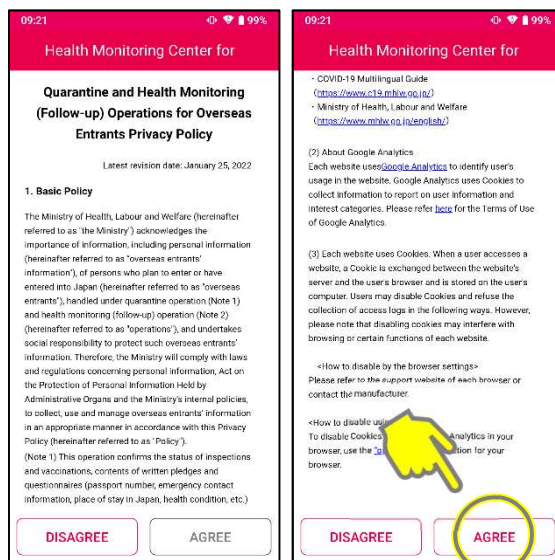 09:21
99%
Health Monitoring Center for
Quarantine and Health Monitoring
(Follow-up) Operations for Overseas
Entrants Privacy Policy
Latest revision date: January 25, 2022
1. Basic Policy
The Ministry of Health, Labour and Welfare (hereinafter
referred to as "the Ministry") acknowledges the
importance of information, including personal information
(hereinafter referred to as "overseas entrants'
information"), of persons who plan to enter or have
entered into Japan (hereinafter referred to as "overseas
entrants"), handled under quarantine operation (Note 1)
and health monitoring (follow-up) operation (Note 2)
(hereinafter referred to as "operations"), and undertakes
social responsibility to protect such overseas entrants'
information. Therefore, the Ministry will comply with laws
and regulations concerning personal information, Act on
the Protection of Personal Information Held by
Administrative Organs and the Ministry's internal policies,
to collect, use and manage overseas entrants' information
in an appropriate manner in accordance with this Privacy
Policy (hereinafter referred to as "Policy").
(Note 1) This operation confirms the status of inspections
and vaccinations, contents of written pledges and
questionnaires (passport number, emergency contact
information, place of stay in Japan, health condition, etc.)
DISAGREE
AGREE
09:21
99%
Health Monitoring Center for
・COVID-19 Multilingual Guide
(https://www.c19.mhlw.go.jp/)
・Ministry of Health, Labour and Welfare
(https://www.mhlw.go.jp/english/)
(2) About Google Analytics
Each website usesGoogle Analytics to identify user's
usage in the website. Google Analytics uses Cookies to
collect information to report on user information and
interest categories. Please refer here for the Terms of Use
of Google Analytics.
(3) Each website uses Cookies. When a user accesses a
website, a Cookie is exchanged between the website's
server and the user's browser and is stored on the user's
computer. Users may disable Cookies and refuse the
collection of access logs in the following ways. However,
please note that disabling cookies may interfere with
browsing or certain functions of each website.
<How to disable by the browser settings>
Please refer to the support website of each browser or
contact the manufacturer.
<How to disable
To disable Cookies Analytics in your
browser, use the for your
browser.
DISAGREE
AGREE